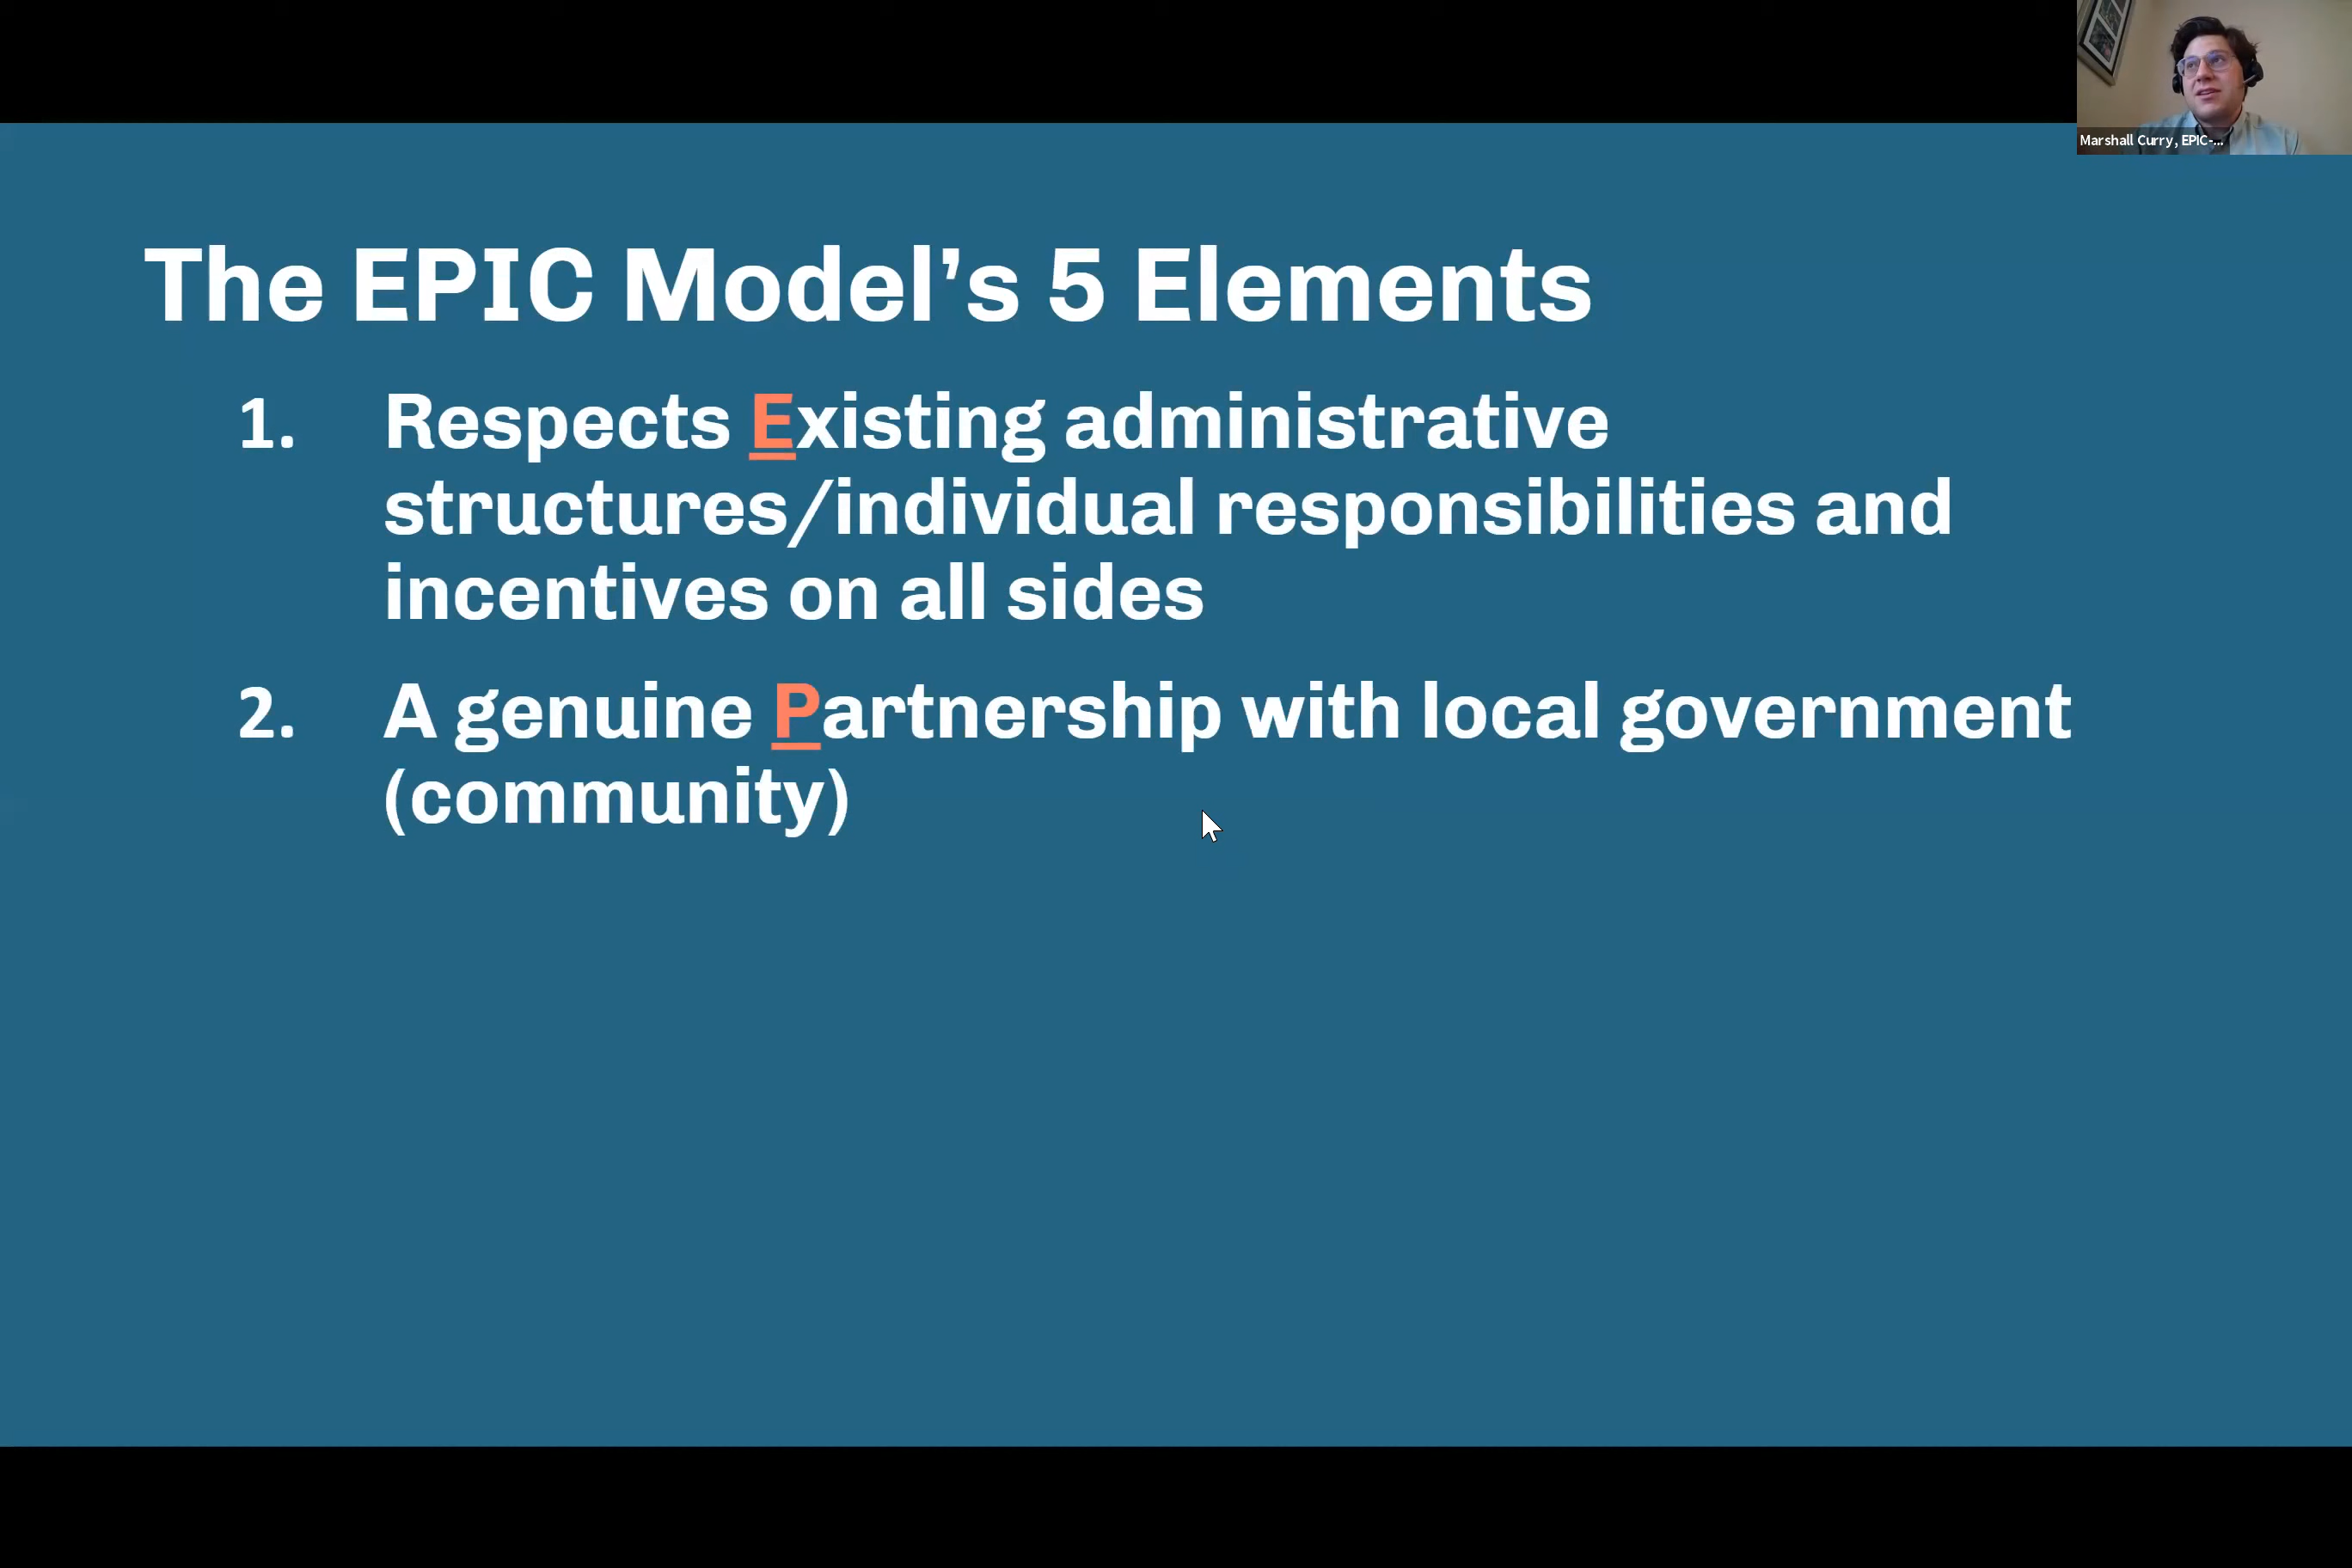 Marshall Curry, EPIC-...
The EPIC Model’s 5 Elements
1. Respects Existing administrative
structures/individual responsibilities and
incentives on all sides
2. A genuine Partnership with local government
(community)